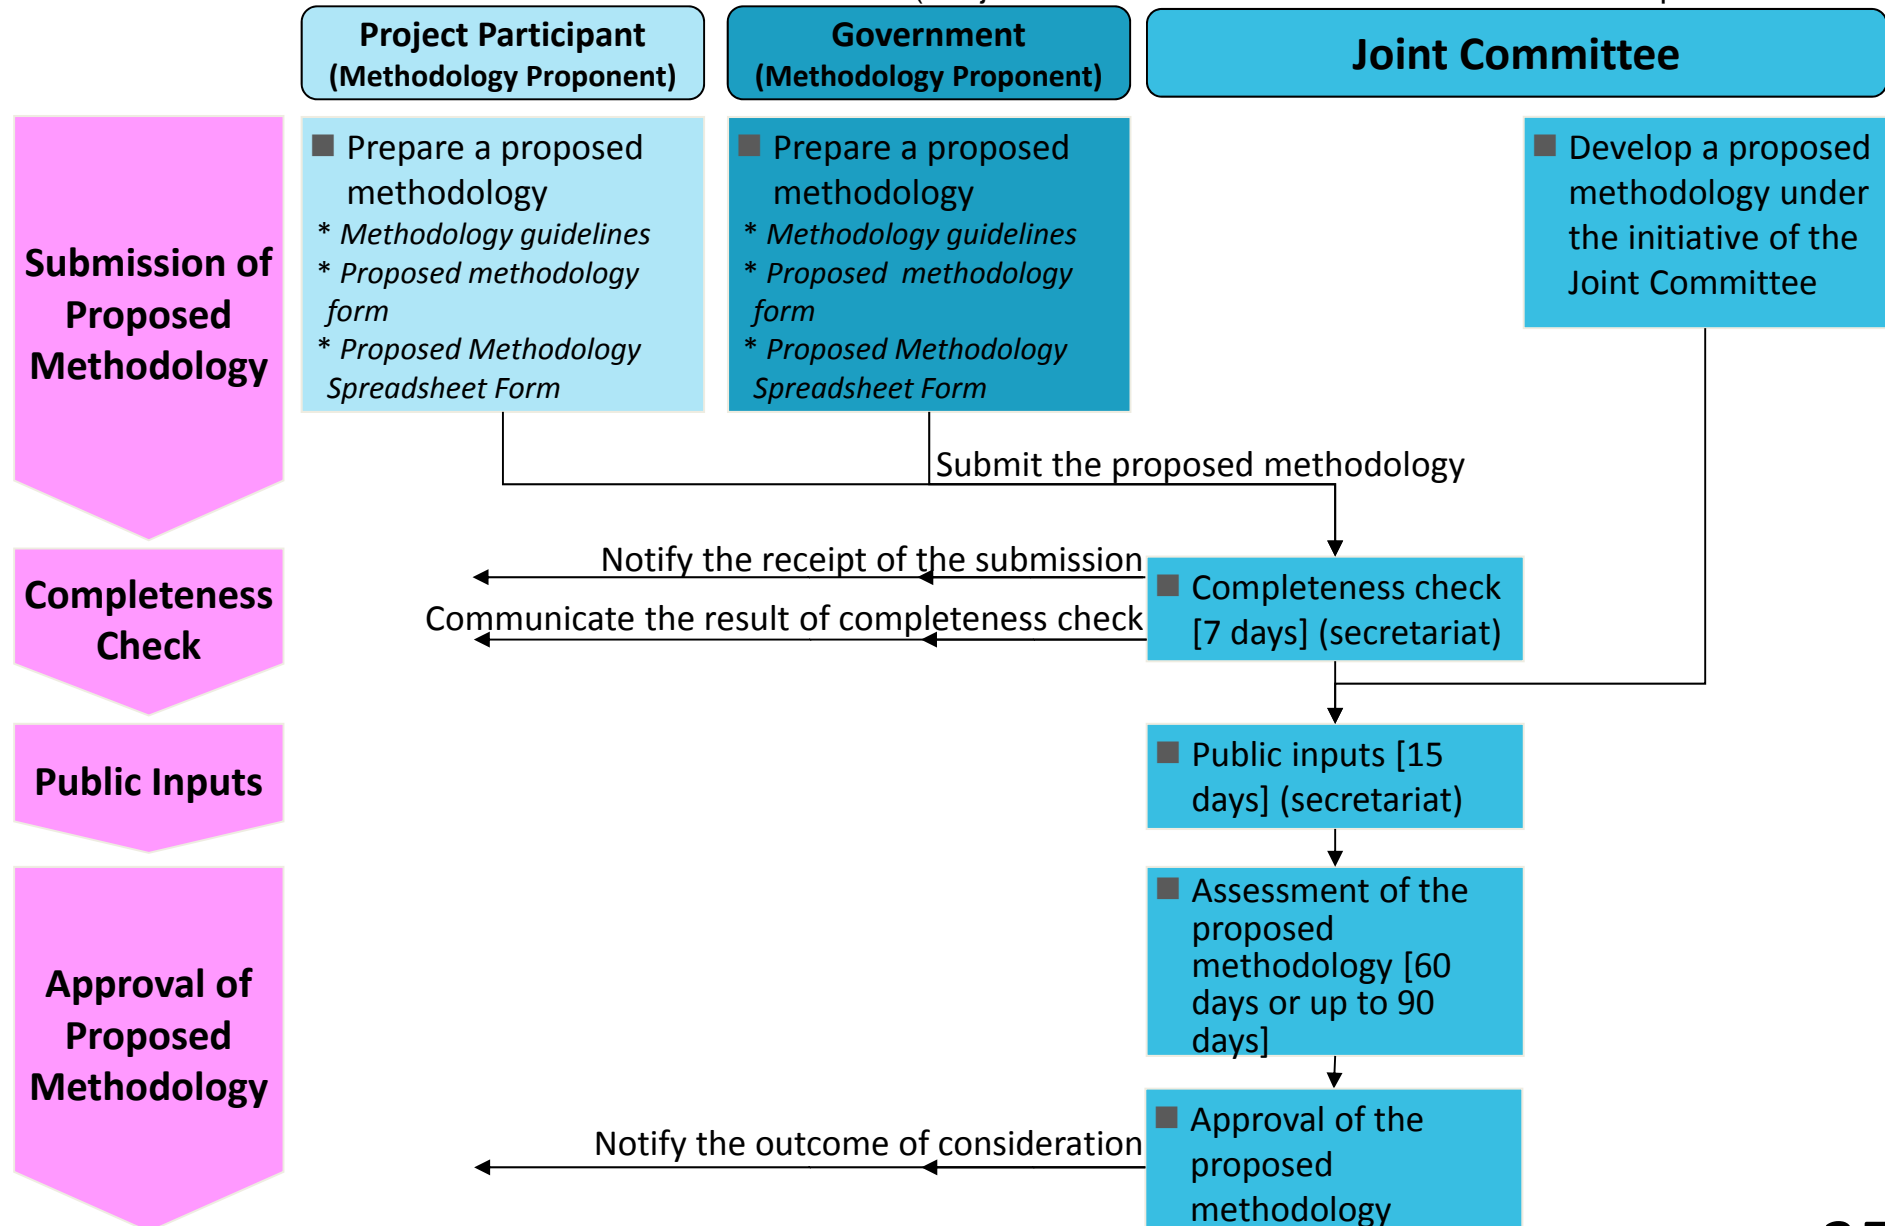 Project Participant
(Methodology Proponent)
Government
(Methodology Proponent)
Joint Committee
Submission of
Proposed
Methodology
Prepare a proposed
methodology
* Methodology guidelines
* Proposed methodology
form
* Proposed Methodology
Spreadsheet Form
Prepare a proposed
methodology
* Methodology guidelines
* Proposed methodology
form
* Proposed Methodology
Spreadsheet Form
Develop a proposed
methodology under
the initiative of the
Joint Committee
Submit the proposed methodology
Completeness
Check
Notify the receipt of the submission
Communicate the result of completeness check
Completeness check
[7 days] (secretariat)
Public Inputs
Public inputs [15
days] (secretariat)
Approval of
Proposed
Methodology
Assessment of the
proposed
methodology [60
days or up to 90
days]
Notify the outcome of consideration
Approval of the
proposed
methodology